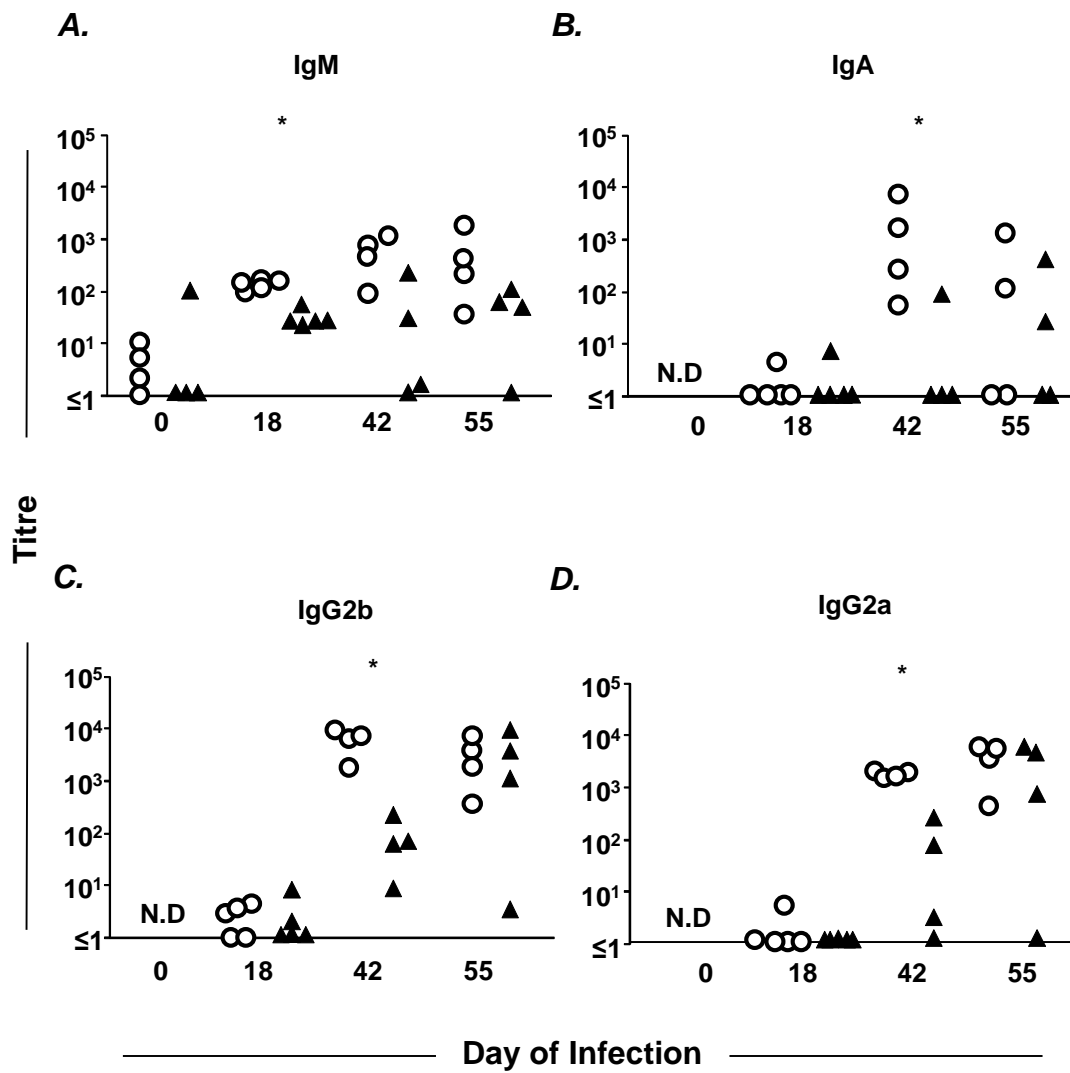 A.
IgM
*
10⁵
10⁴
10³
10²
10¹
≤1
0 18 42 55
B.
IgA
*
10⁵
10⁴
10³
10²
10¹
≤1
N.D
0 18 42 55
Titre
C.
IgG2b
*
10⁵
10⁴
10³
10²
10¹
≤1
N.D
0 18 42 55
D.
IgG2a
*
10⁵
10⁴
10³
10²
10¹
≤1
N.D
0 18 42 55
Day of Infection